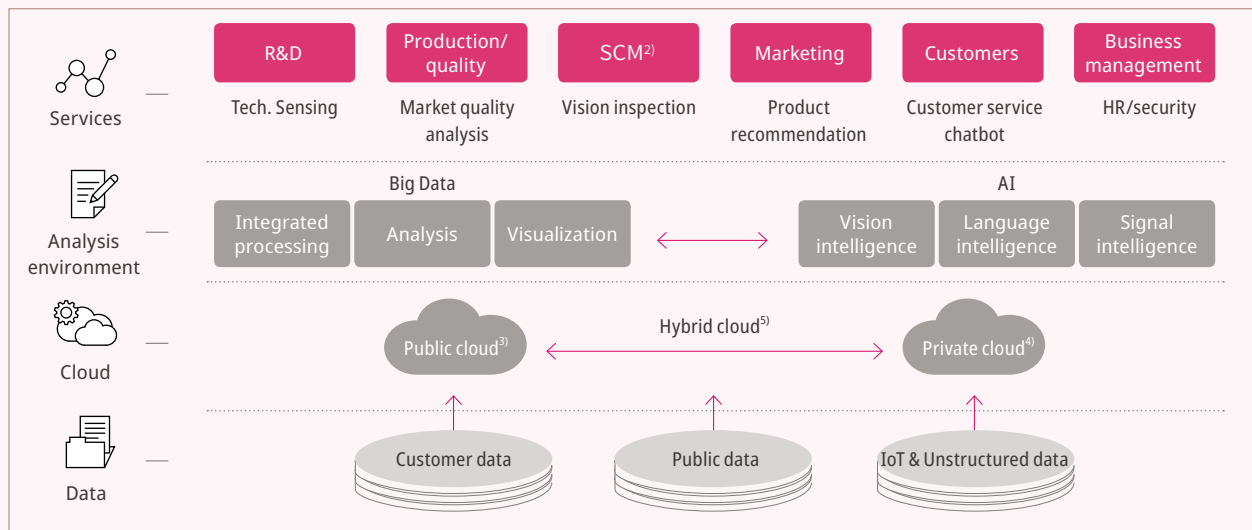 R&D
Production/
quality
SCM2)
Marketing
Customers
Business
management
Services
Tech. Sensing
Market quality
analysis
Vision inspection
Product
recommendation
Customer service
chatbot
HR/security
Analysis
environment
Big Data
AI
Integrated
processing
Analysis
Visualization
Vision
intelligence
Language
intelligence
Signal
intelligence
Cloud
Public cloud3)
Hybrid cloud5)
Private cloud4)
Data
Customer data
Public data
IoT & Unstructured data